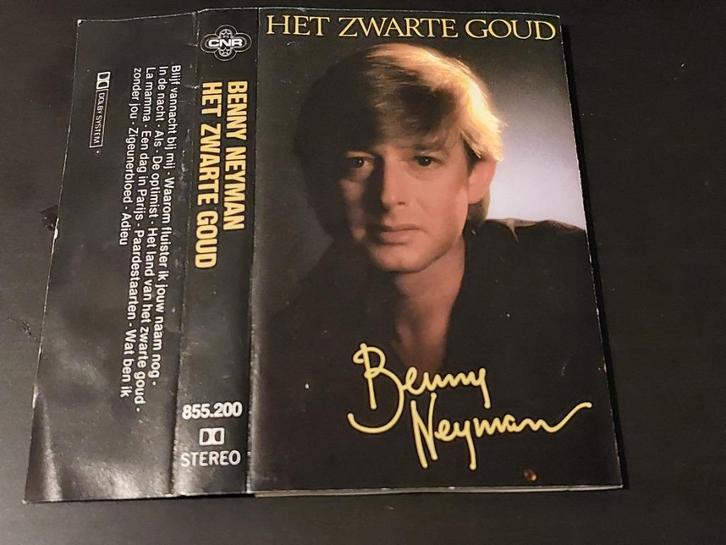 HET ZWARTE GOUD
Benny
Neyman
CNR
BENNY NEYMAN
HET ZWARTE GOUD
855.200
STEREO
Blijf vannacht bij mij - Waarom fluister ik jouw naam nog -
In de nacht - Als - De optimist - Het land van het zwarte goud -
La mamma - Een dag in Parijs - Paardestaarten - Wat ben ik
zonder jou - Zigeunerbloed - Adieu
DOLBY SYSTEM